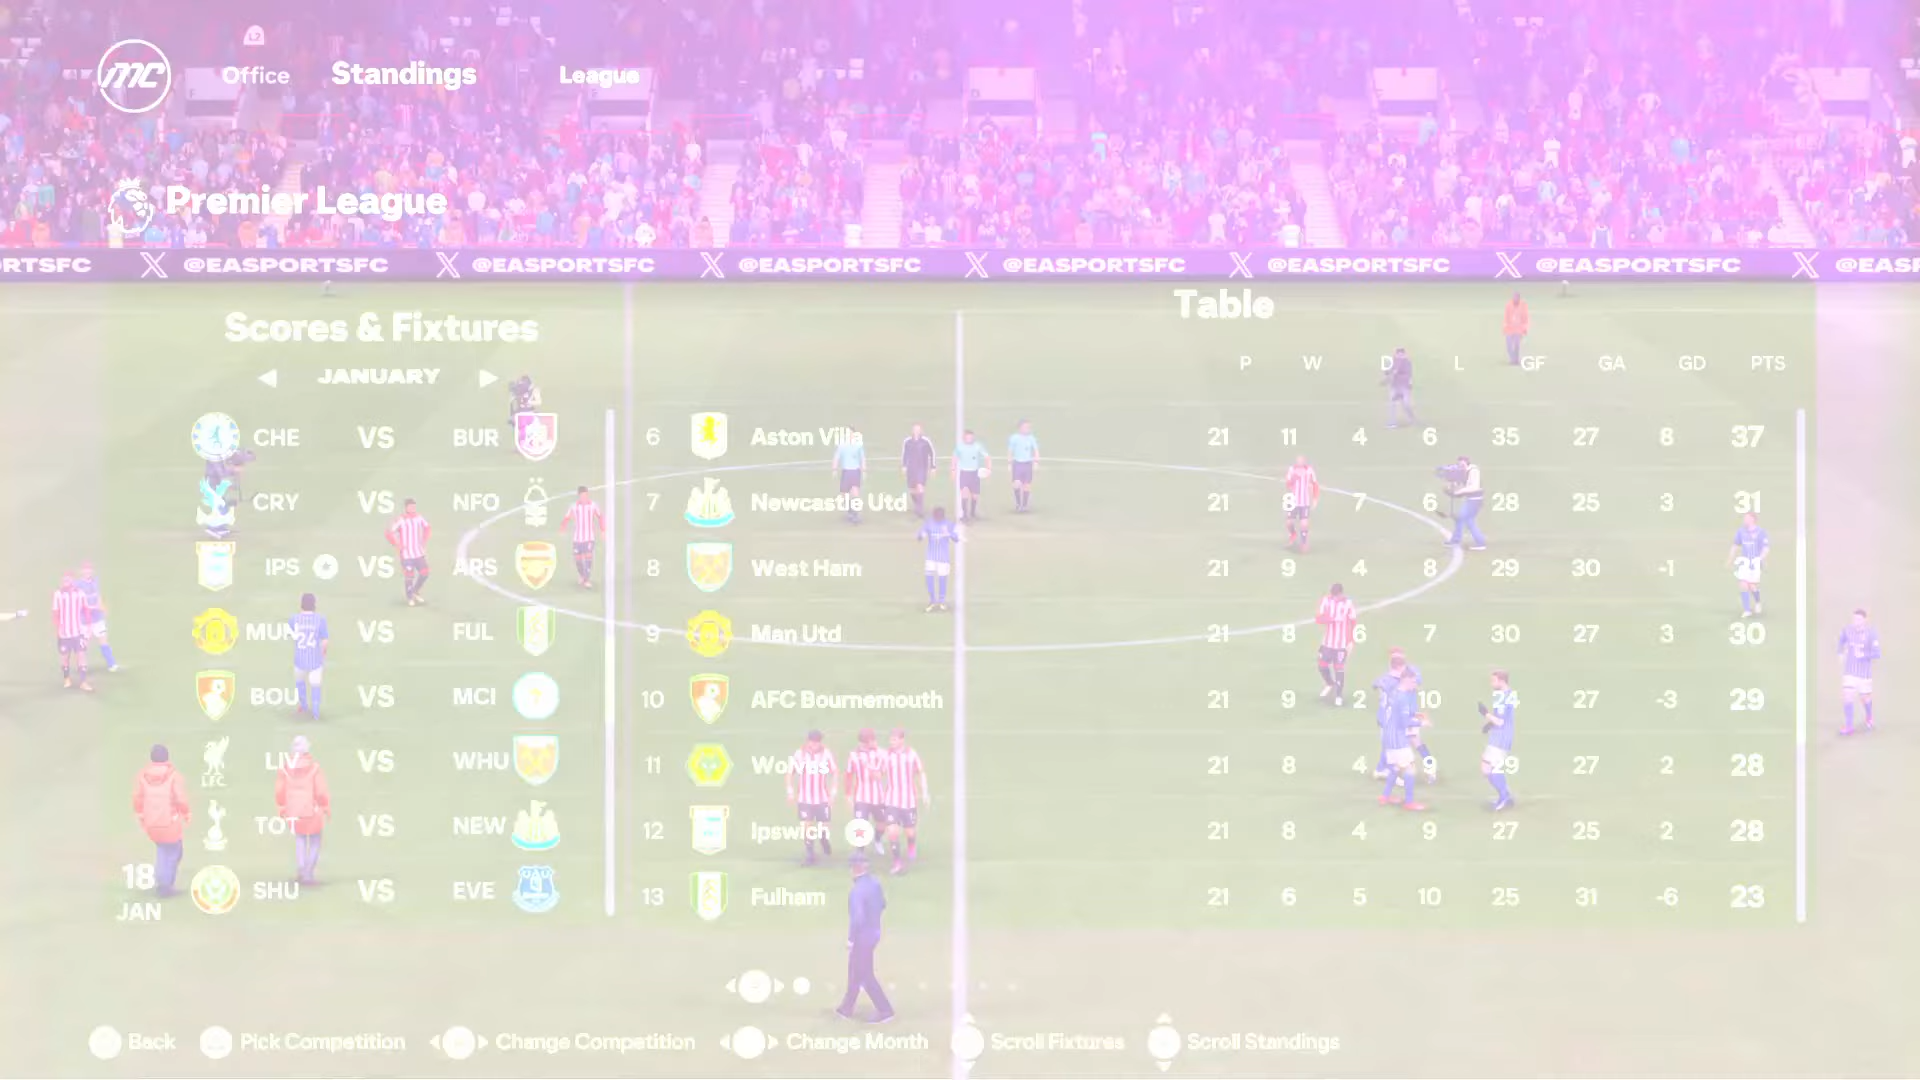 L2
MC Office Standings League
Premier League
@EASPORTSFC @EASPORTSFC @EASPORTSFC @EASPORTSFC @EASPORTSFC @EASPORTSFC
Scores & Fixtures
JANUARY
CHE VS BUR
CRY VS NFO
IPS VS ARS
MUN VS FUL
BOU VS MCI
LIV VS WHU
LFC
TOT VS NEW
18 JAN
SHU VS EVE
24
Table
P W D L GF GA GD PTS
6 Aston Villa 21 11 4 6 35 27 8 37
7 Newcastle Utd 21 8 7 6 28 25 3 31
8 West Ham 21 9 4 8 29 30 -1 31
9 Man Utd 21 8 6 7 30 27 3 30
10 AFC Bournemouth 21 9 2 10 24 27 -3 29
11 Wolves 21 8 4 9 29 27 2 28
12 Ipswich 21 8 4 9 27 25 2 28
13 Fulham 21 6 5 10 25 31 -6 23
Back Pick Competition Change Competition Change Month Scroll Fixtures Scroll Standings